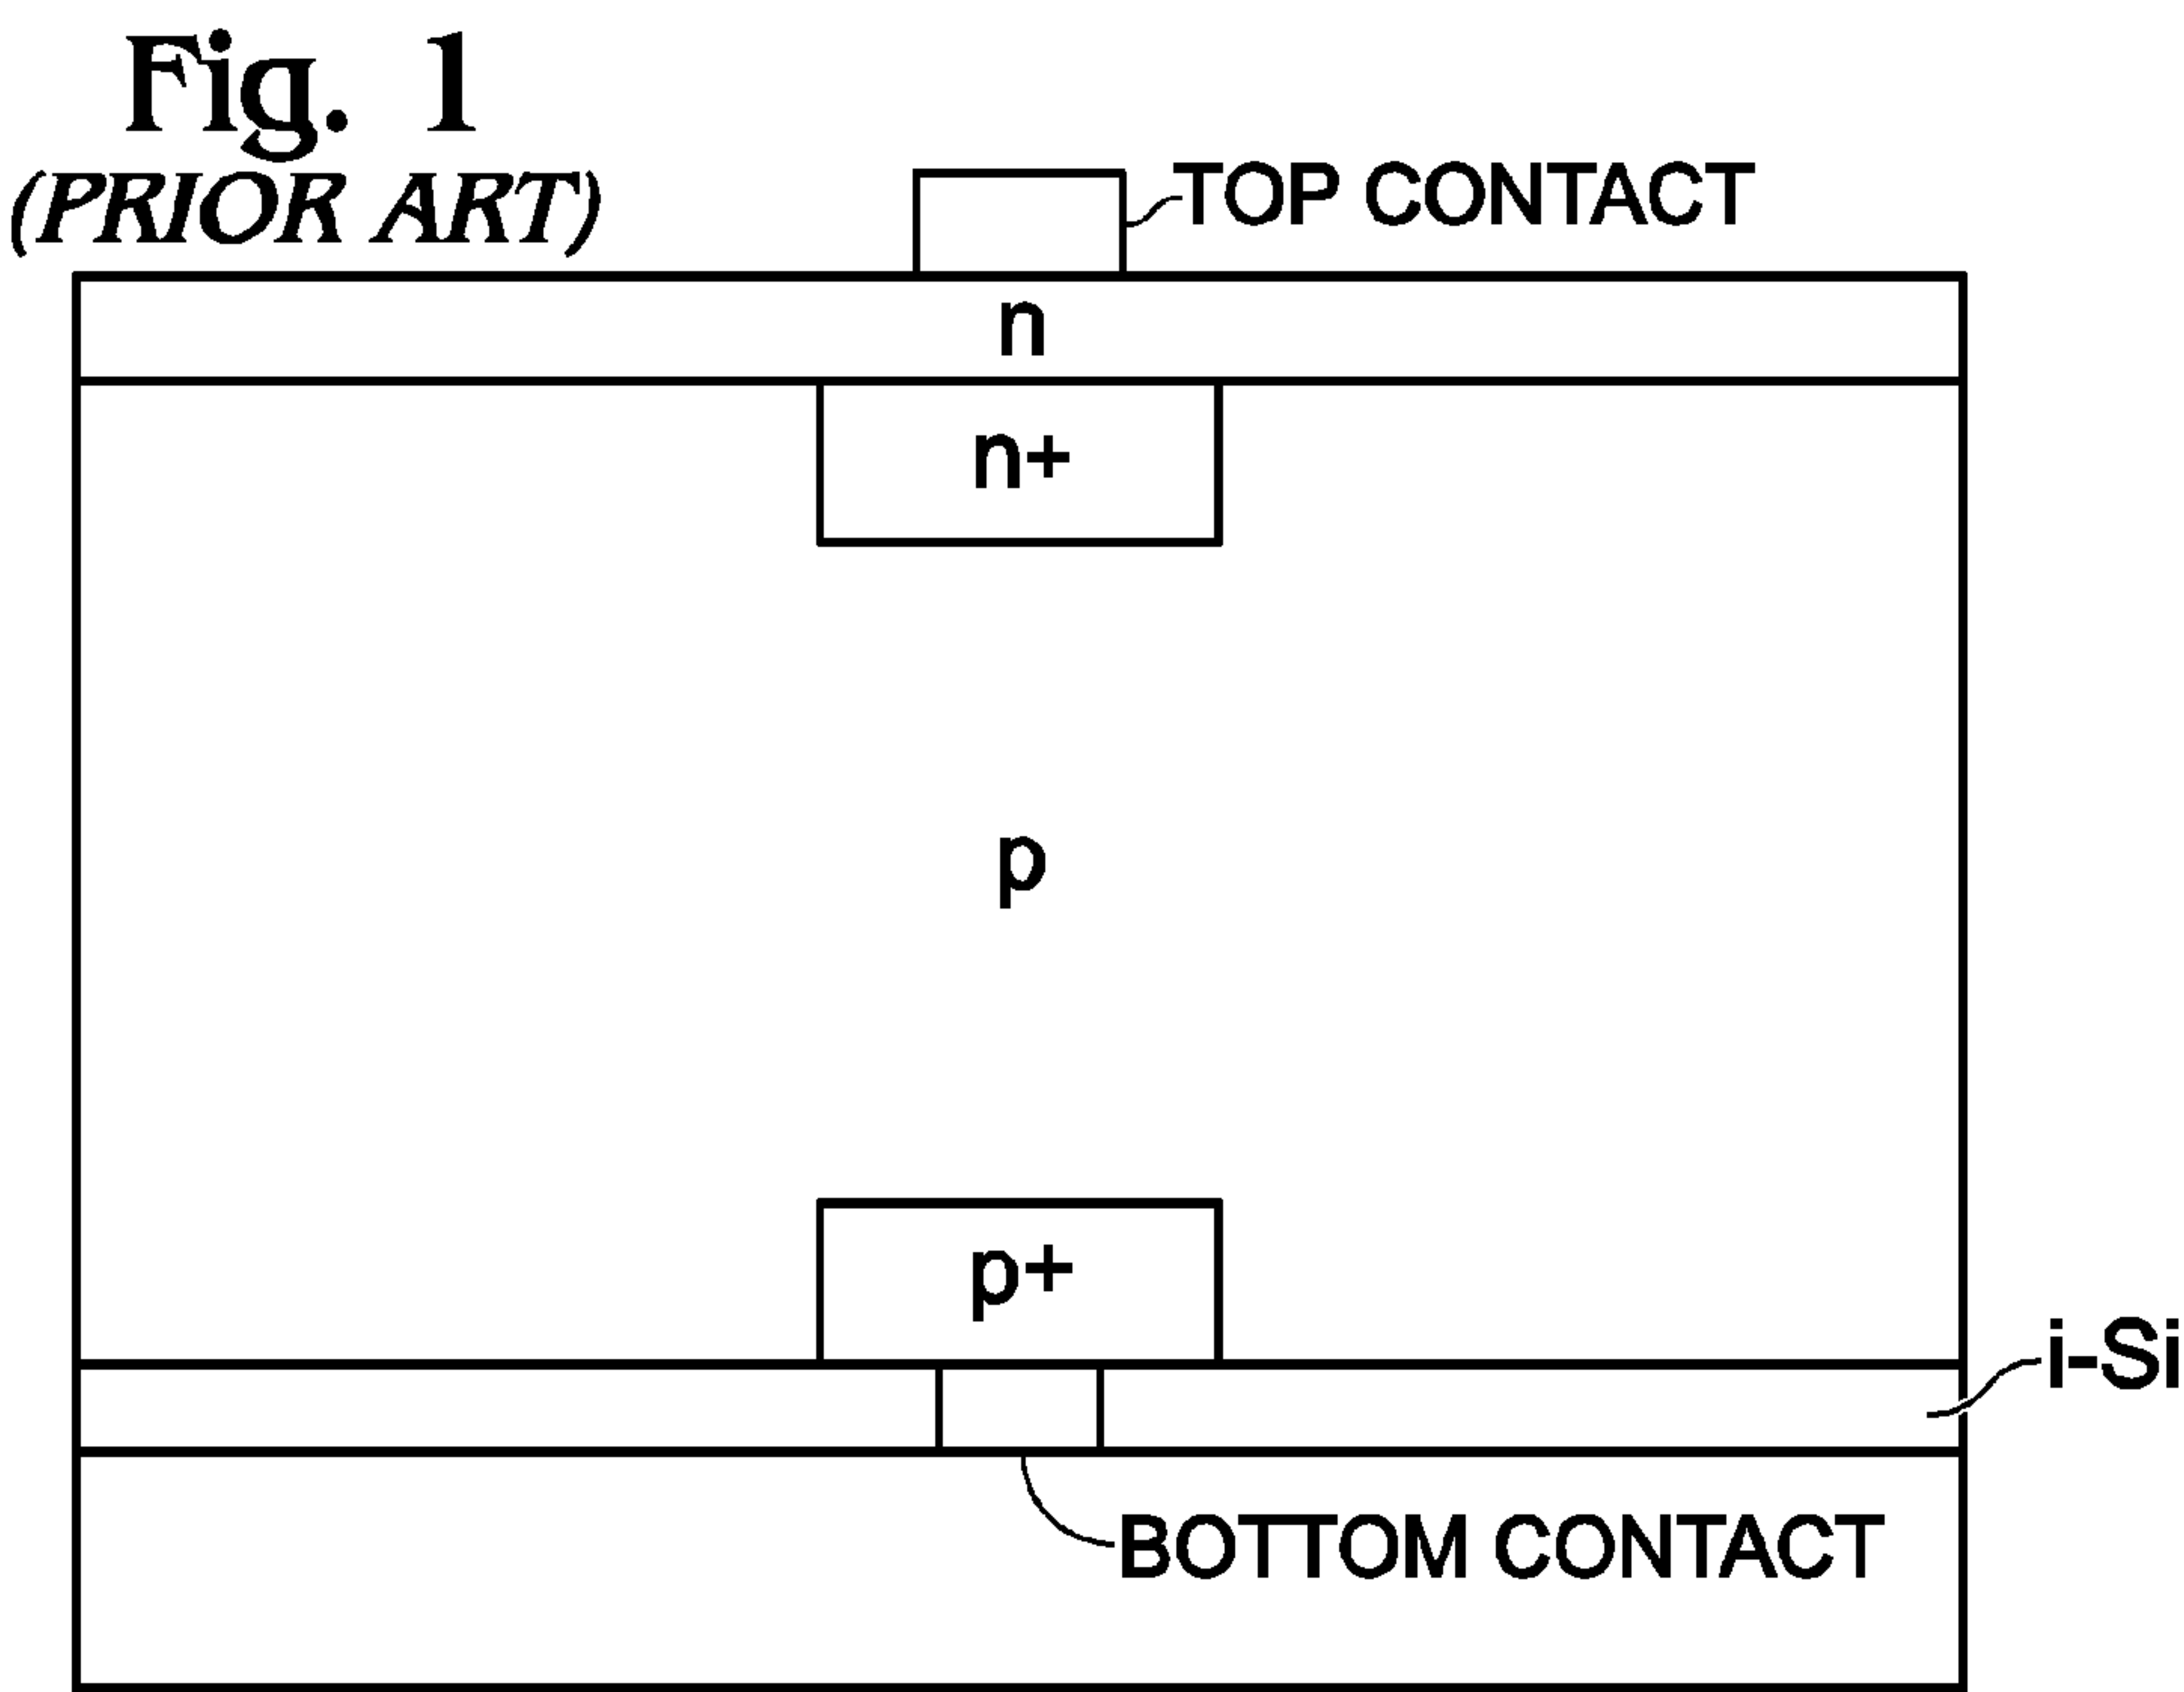 Fig. 1
(PRIOR ART)
TOP CONTACT
n
n+
p
p+
i-Si
BOTTOM CONTACT